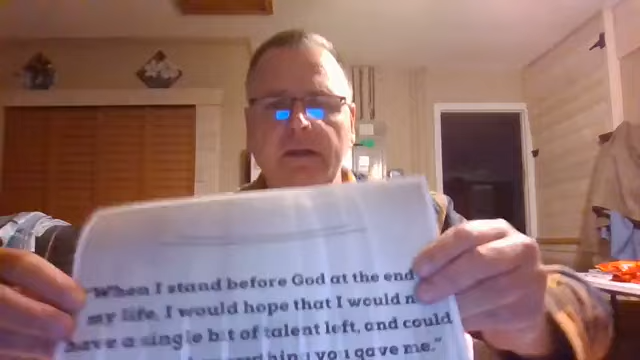 "When I stand before God at the end
my life, I would hope that I would
have a single bit of talent left, and could
you gave me."